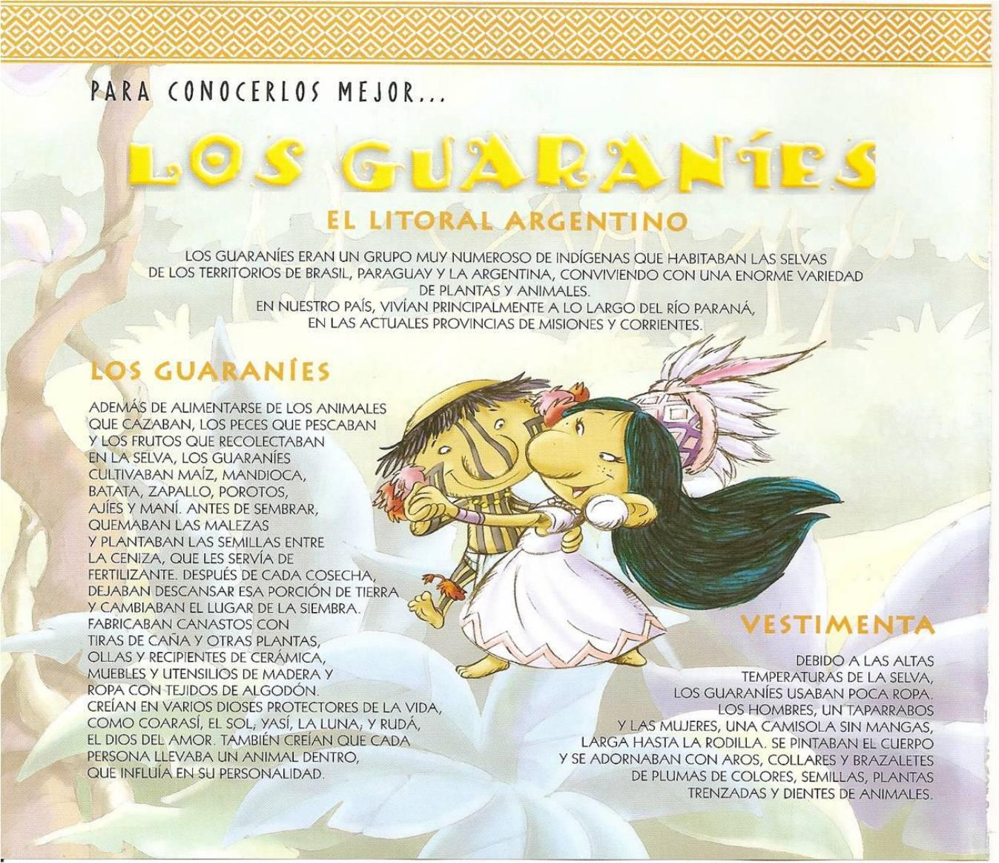 PARA CONOCERLOS MEJOR...
LOS GUARANÍES
EL LITORAL ARGENTINO
LOS GUARANÍES ERAN UN GRUPO MUY NUMEROSO DE INDÍGENAS QUE HABITABAN LAS SELVAS
DE LOS TERRITORIOS DE BRASIL, PARAGUAY Y LA ARGENTINA, CONVIVIENDO CON UNA ENORME VARIEDAD
DE PLANTAS Y ANIMALES.
EN NUESTRO PAÍS, VIVÍAN PRINCIPALMENTE A LO LARGO DEL RÍO PARANÁ,
EN LAS ACTUALES PROVINCIAS DE MISIONES Y CORRIENTES.
LOS GUARANÍES
ADEMÁS DE ALIMENTARSE DE LOS ANIMALES
QUE CAZABAN, LOS PECES QUE PESCABAN
Y LOS FRUTOS QUE RECOLECTABAN
EN LA SELVA, LOS GUARANÍES
CULTIVABAN MAÍZ, MANDIOCA,
BATATA, ZAPALLO, POROTOS,
AJÍES Y MANÍ. ANTES DE SEMBRAR,
QUEMABAN LAS MALEZAS
Y PLANTABAN LAS SEMILLAS ENTRE
LA CENIZA, QUE LES SERVÍA DE
FERTILIZANTE. DESPUÉS DE CADA COSECHA,
DEJABAN DESCANSAR ESA PORCIÓN DE TIERRA
Y CAMBIABAN EL LUGAR DE LA SIEMBRA.
FABRICABAN CANASTOS CON
TIRAS DE CAÑA Y OTRAS PLANTAS,
OLLAS Y RECIPIENTES DE CERÁMICA,
MUEBLES Y UTENSILIOS DE MADERA Y
ROPA CON TEJIDOS DE ALGODÓN.
CREÍAN EN VARIOS DIOSES PROTECTORES DE LA VIDA,
COMO COARASÍ, EL SOL; YASÍ, LA LUNA; Y RUDÁ,
EL DIOS DEL AMOR. TAMBIÉN CREÍAN QUE CADA
PERSONA LLEVABA UN ANIMAL DENTRO,
QUE INFLUÍA EN SU PERSONALIDAD.
VESTIMENTA
DEBIDO A LAS ALTAS
TEMPERATURAS DE LA SELVA,
LOS GUARANÍES USABAN POCA ROPA.
LOS HOMBRES, UN TAPARRABOS
Y LAS MUJERES, UNA CAMISOLA SIN MANGAS,
LARGA HASTA LA RODILLA. SE PINTABAN EL CUERPO
Y SE ADORNABAN CON AROS, COLLARES Y BRAZALETES
DE PLUMAS DE COLORES, SEMILLAS, PLANTAS
TRENZADAS Y DIENTES DE ANIMALES.